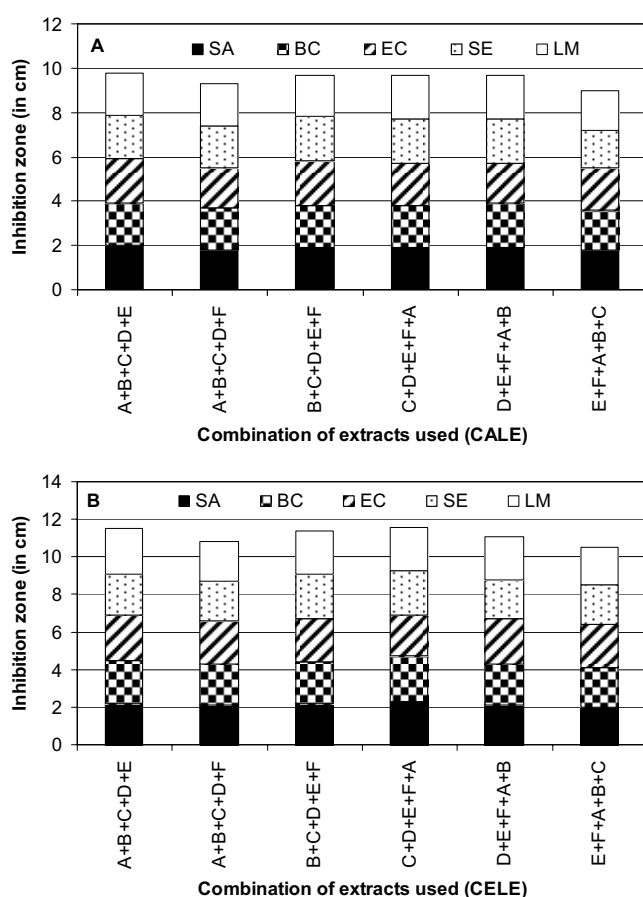 A
SA BC EC SE LM
12
10
8
6
4
2
0
Inhibition zone (in cm)
A+B+C+D+E
A+B+C+D+F
B+C+D+E+F
C+D+E+F+A
D+E+F+A+B
E+F+A+B+C
Combination of extracts used (CALE)
B
SA BC EC SE LM
14
12
10
8
6
4
2
0
Inhibition zone (in cm)
A+B+C+D+E
A+B+C+D+F
B+C+D+E+F
C+D+E+F+A
D+E+F+A+B
E+F+A+B+C
Combination of extracts used (CELE)